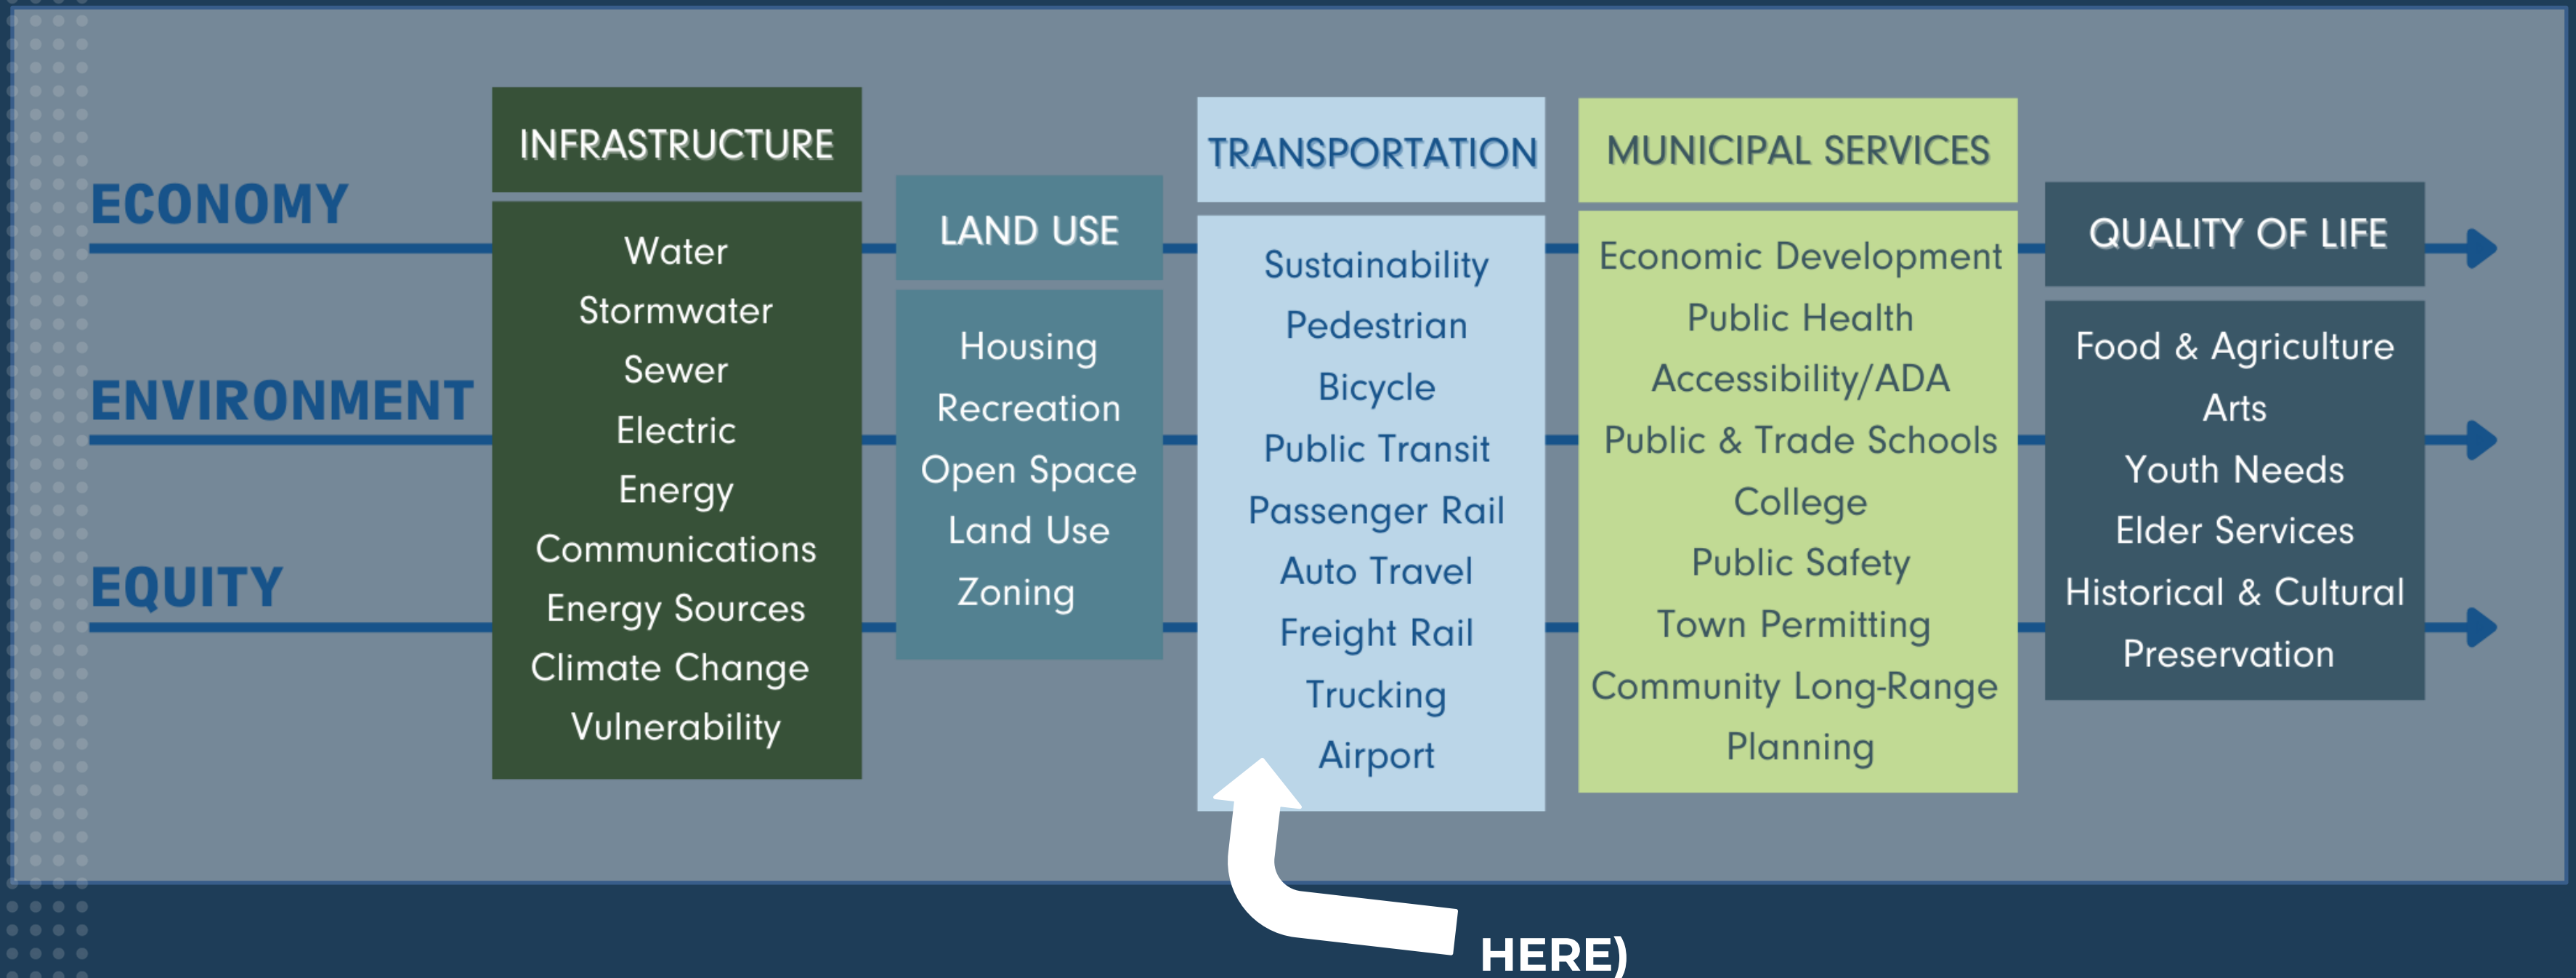 ECONOMY
ENVIRONMENT
EQUITY
INFRASTRUCTURE
Water
Stormwater
Sewer
Electric
Energy
Communications
Energy Sources
Climate Change
Vulnerability
LAND USE
Housing
Recreation
Open Space
Land Use
Zoning
TRANSPORTATION
Sustainability
Pedestrian
Bicycle
Public Transit
Passenger Rail
Auto Travel
Freight Rail
Trucking
Airport
MUNICIPAL SERVICES
Economic Development
Public Health
Accessibility/ADA
Public & Trade Schools
College
Public Safety
Town Permitting
Community Long-Range
Planning
QUALITY OF LIFE
Food & Agriculture
Arts
Youth Needs
Elder Services
Historical & Cultural
Preservation
HERE)